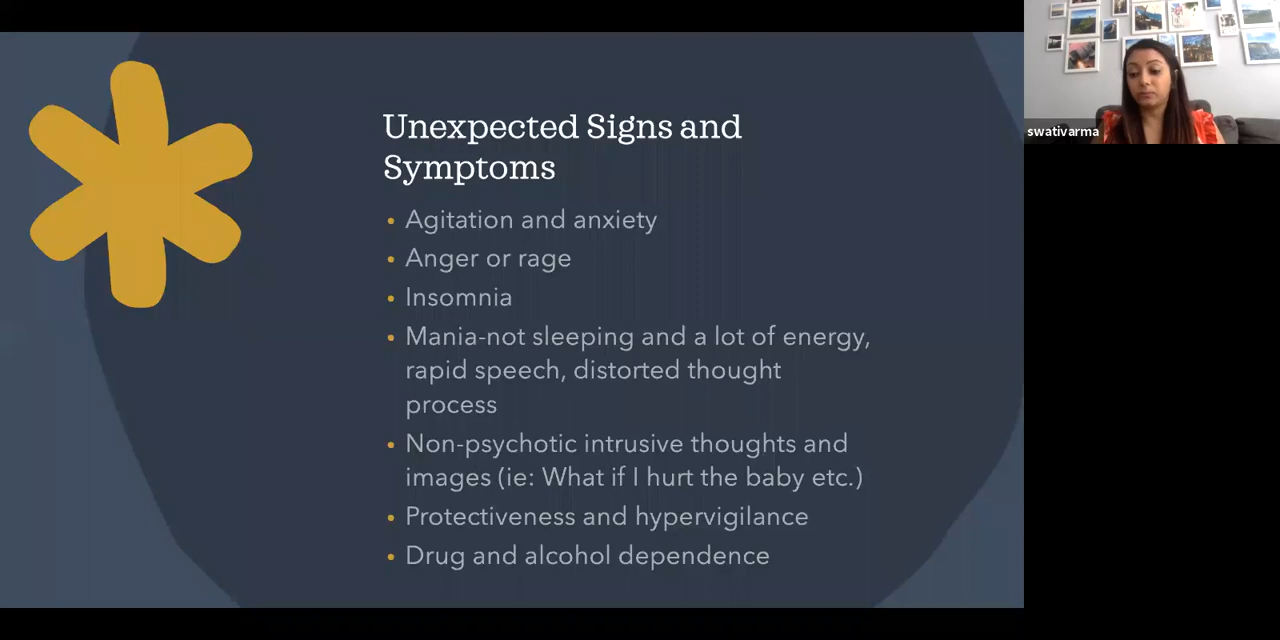 Unexpected Signs and
Symptoms
• Agitation and anxiety
• Anger or rage
• Insomnia
• Mania-not sleeping and a lot of energy,
rapid speech, distorted thought
process
• Non-psychotic intrusive thoughts and
images (ie: What if I hurt the baby etc.)
• Protectiveness and hypervigilance
• Drug and alcohol dependence
swativarma